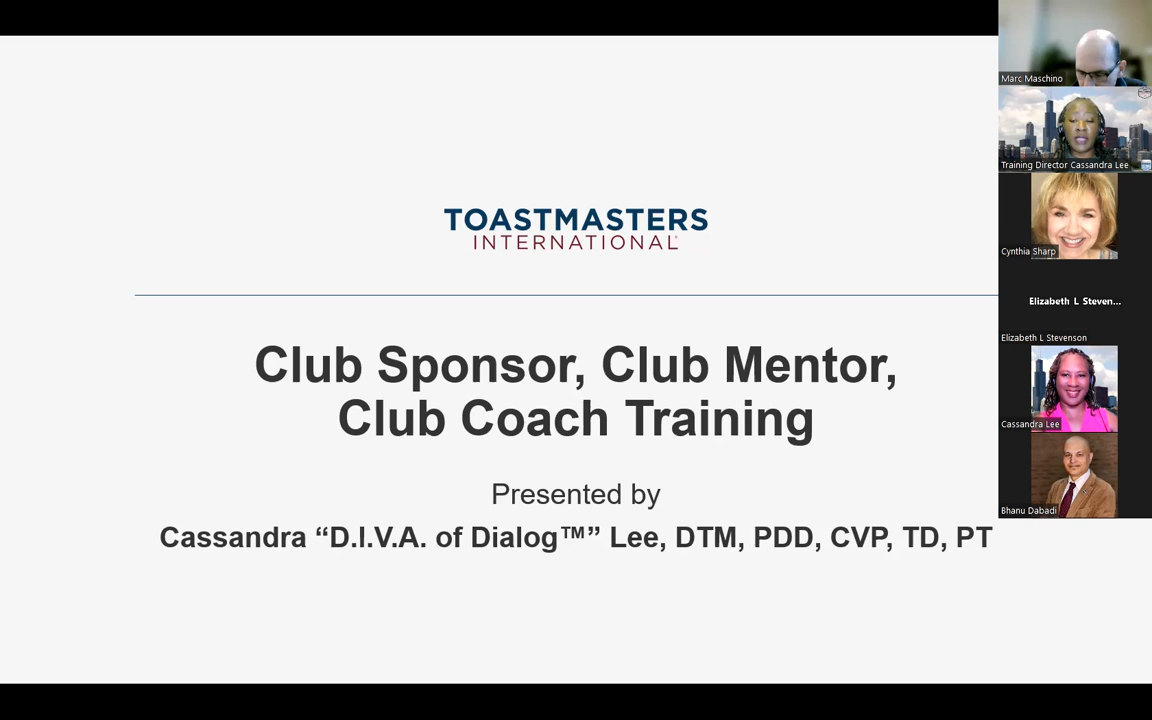 TOASTMASTERS
INTERNATIONAL
Club Sponsor, Club Mentor,
Club Coach Training
Presented by
Cassandra “D.I.V.A. of Dialog™” Lee, DTM, PDD, CVP, TD, PT
Marc Maschino
Training Director Cassandra Lee
Cynthia Sharp
Elizabeth L Steven...
Elizabeth L Stevenson
Cassandra Lee
Bhanu Dabadi